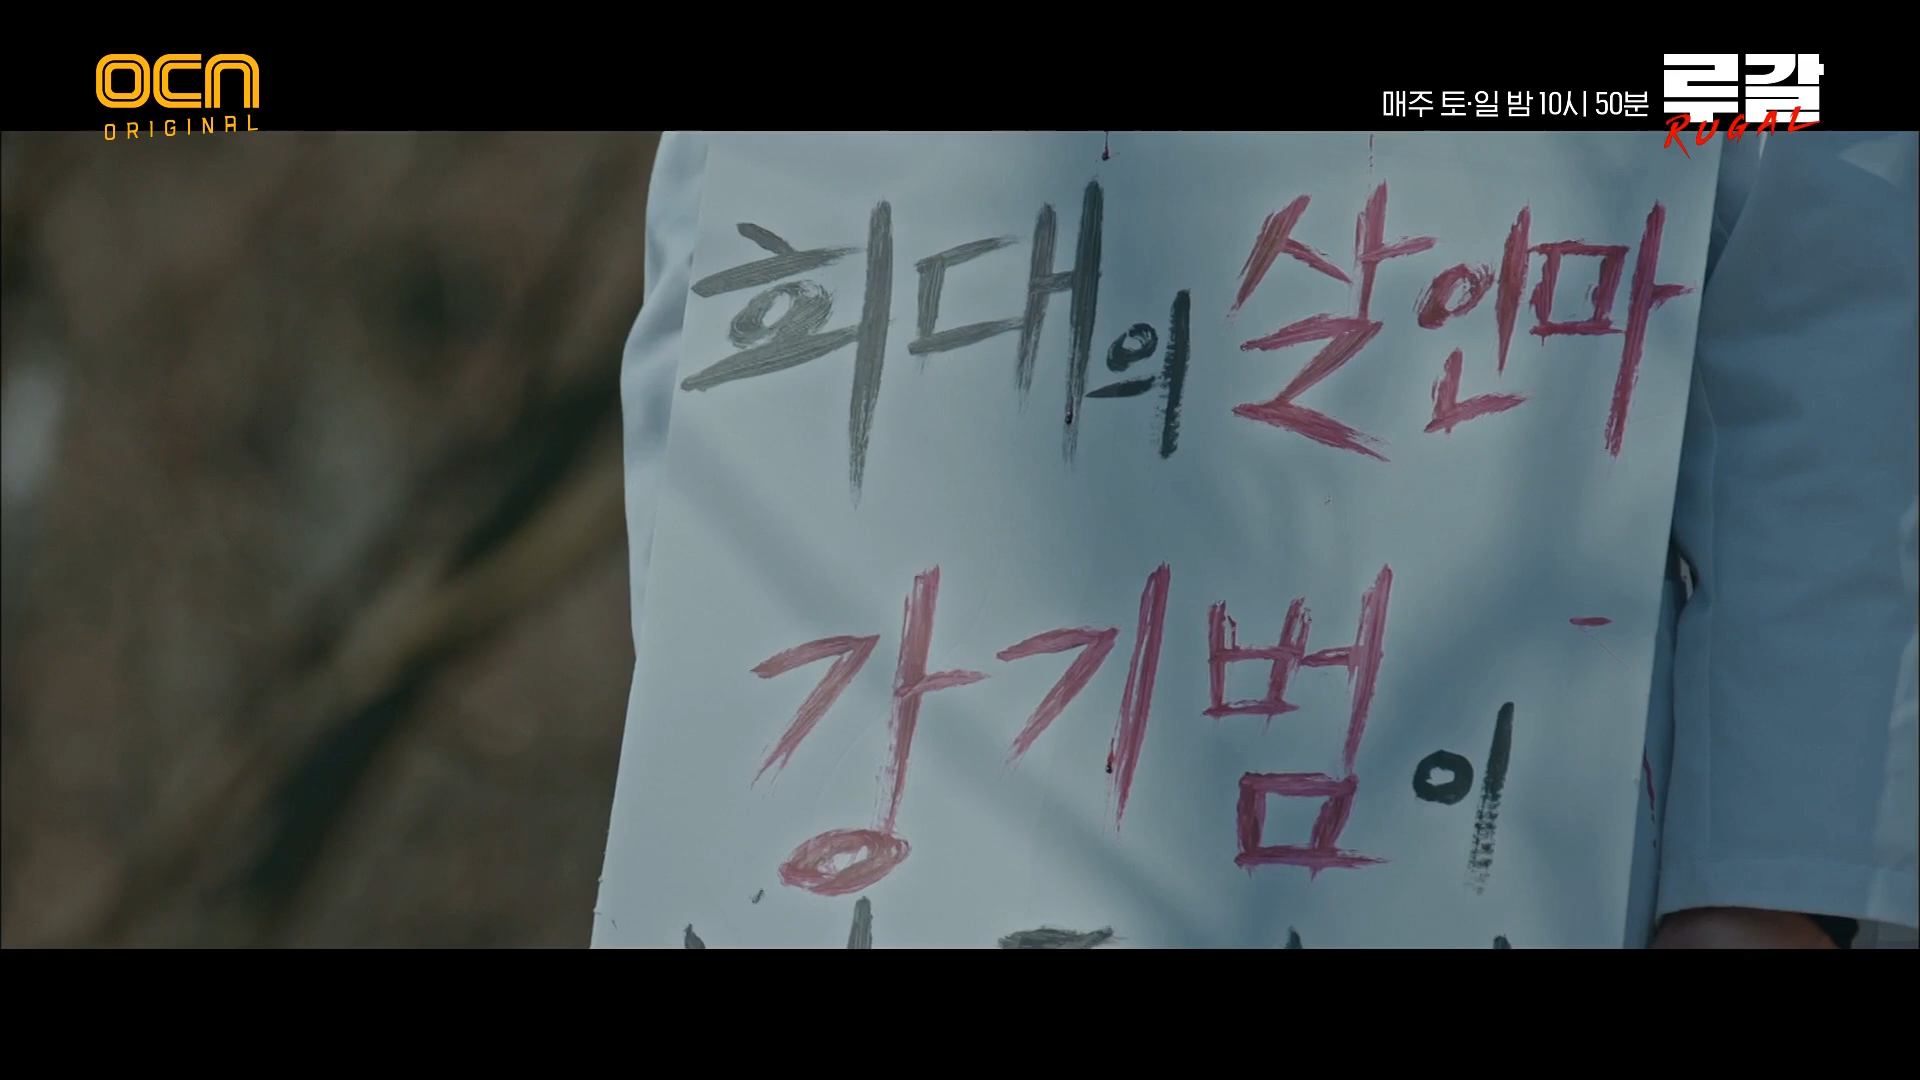 OCN
ORIGINAL
매주 토·일 밤 10시 50분
루갈
RUGAL
희대의 살인마
강기범이